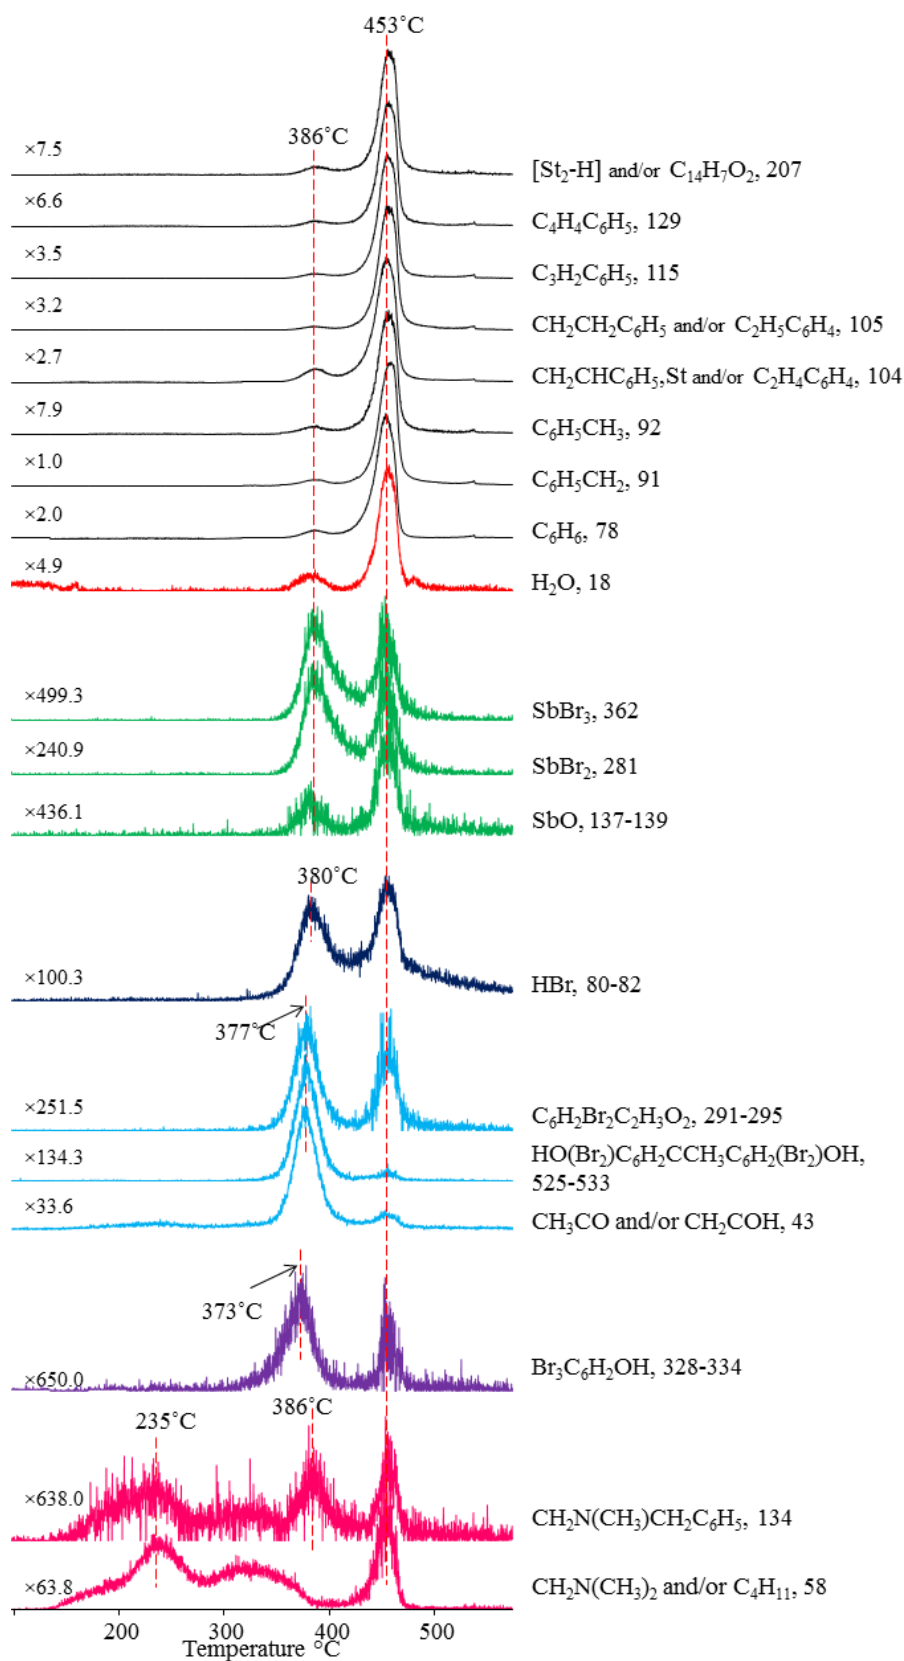 453˚C
386˚C
×7.5
[St₂-H] and/or C₁₄H₇O₂, 207
×6.6
C₄H₄C₆H₅, 129
×3.5
C₃H₂C₆H₅, 115
×3.2
CH₂CH₂C₆H₅ and/or C₂H₅C₆H₄, 105
×2.7
CH₂CHC₆H₅,St and/or C₂H₄C₆H₄, 104
×7.9
C₆H₅CH₃, 92
×1.0
C₆H₅CH₂, 91
×2.0
C₆H₆, 78
×4.9
H₂O, 18
×499.3
SbBr₃, 362
×240.9
SbBr₂, 281
×436.1
SbO, 137-139
380˚C
×100.3
HBr, 80-82
377˚C
×251.5
C₆H₂Br₂C₂H₃O₂, 291-295
×134.3
HO(Br₂)C₆H₂CCH₃C₆H₂(Br₂)OH,
525-533
×33.6
CH₃CO and/or CH₂COH, 43
373˚C
×650.0
Br₃C₆H₂OH, 328-334
235˚C
386˚C
×638.0
CH₂N(CH₃)CH₂C₆H₅, 134
×63.8
CH₂N(CH₃)₂ and/or C₄H₁₁, 58
200 300 400 500
Temperature °C